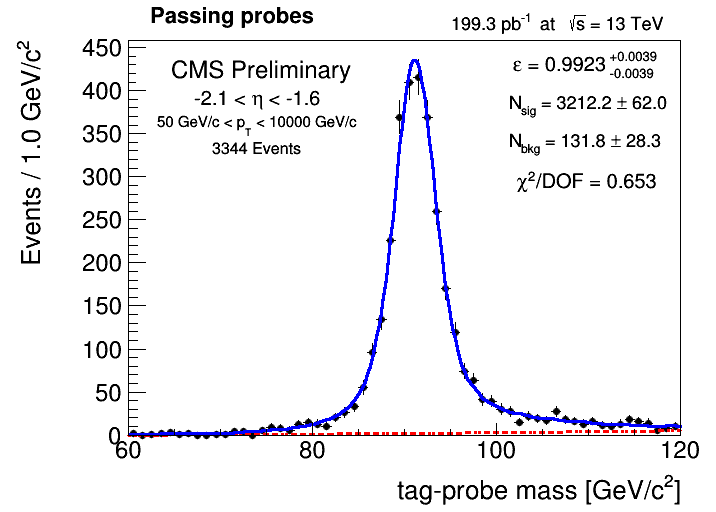 Passing probes
199.3 pb⁻¹ at √s = 13 TeV
CMS Preliminary
-2.1 < η < -1.6
50 GeV/c < p_T < 10000 GeV/c
3344 Events
ε = 0.9923 +0.0039 -0.0039
N_sig = 3212.2 ± 62.0
N_bkg = 131.8 ± 28.3
χ²/DOF = 0.653
Events / 1.0 GeV/c²
450
400
350
300
250
200
150
100
50
0
60 80 100 120
tag-probe mass [GeV/c²]